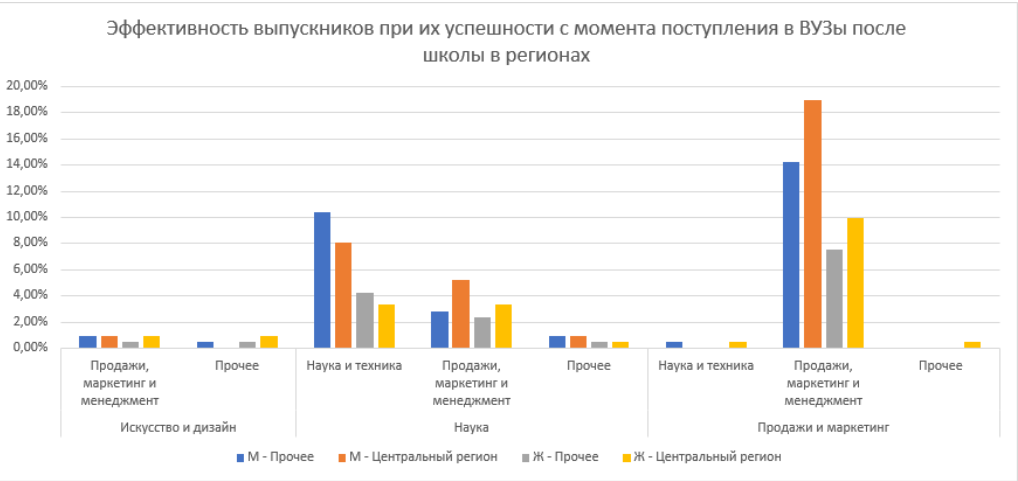 Эффективность выпускников при их успешности с момента поступления в ВУЗы после
школы в регионах
20,00%
18,00%
16,00%
14,00%
12,00%
10,00%
8,00%
6,00%
4,00%
2,00%
0,00%
Продажи,
маркетинг и
менеджмент
Прочее
Наука и техника
Продажи,
маркетинг и
менеджмент
Прочее
Наука и техника
Продажи,
маркетинг и
менеджмент
Прочее
Искусство и дизайн
Наука
Продажи и маркетинг
М - Прочее
М - Центральный регион
Ж - Прочее
Ж - Центральный регион